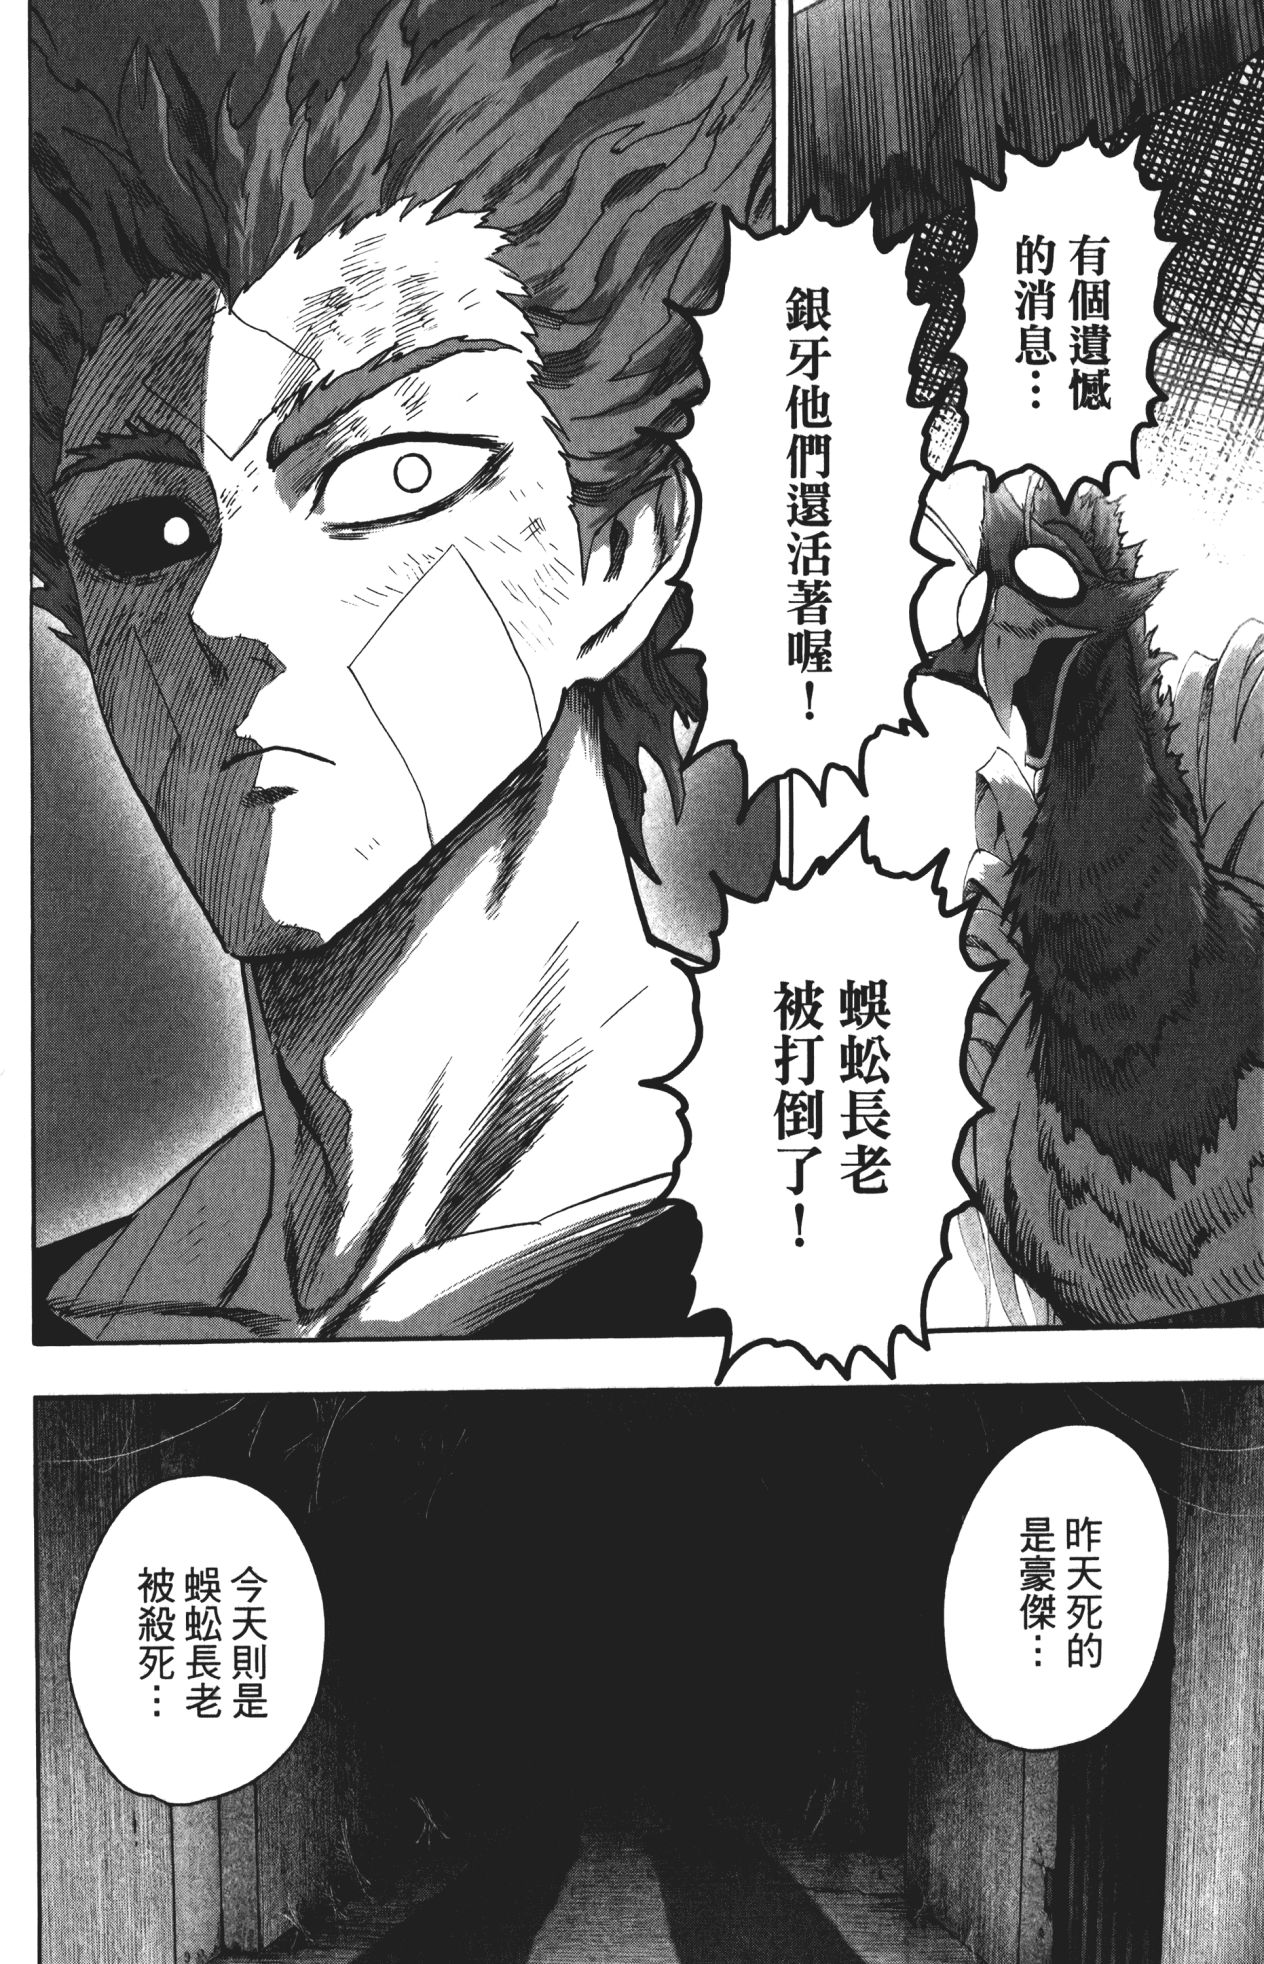 有個遺憾
的消息…
銀牙他們還活著喔！
蜈蚣長老
被打倒了！
昨天死的
是豪傑…
今天則是
蜈蚣長老
被殺死…